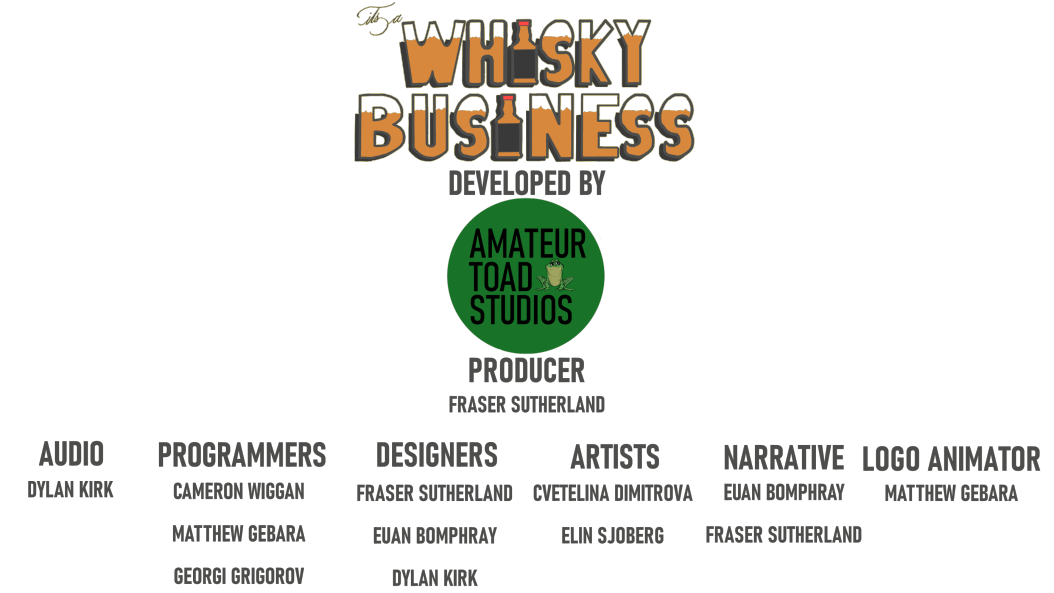 it's a
WHISKY
BUSINESS
DEVELOPED BY
AMATEUR
TOAD
STUDIOS
PRODUCER
FRASER SUTHERLAND
AUDIO
DYLAN KIRK
PROGRAMMERS
CAMERON WIGGAN
MATTHEW GEBARA
GEORGI GRIGOROV
DESIGNERS
FRASER SUTHERLAND
EUAN BOMPHRAY
DYLAN KIRK
ARTISTS
CVETELINA DIMITROVA
ELIN SJOBERG
NARRATIVE
EUAN BOMPHRAY
FRASER SUTHERLAND
LOGO ANIMATOR
MATTHEW GEBARA